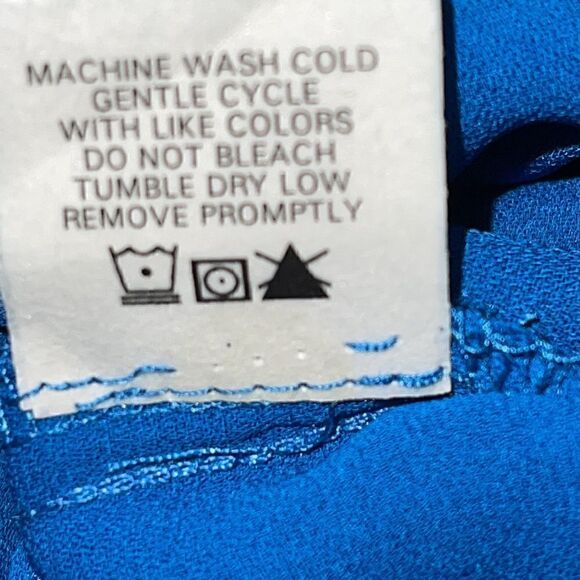 MACHINE WASH COLD
GENTLE CYCLE
WITH LIKE COLORS
DO NOT BLEACH
TUMBLE DRY LOW
REMOVE PROMPTLY